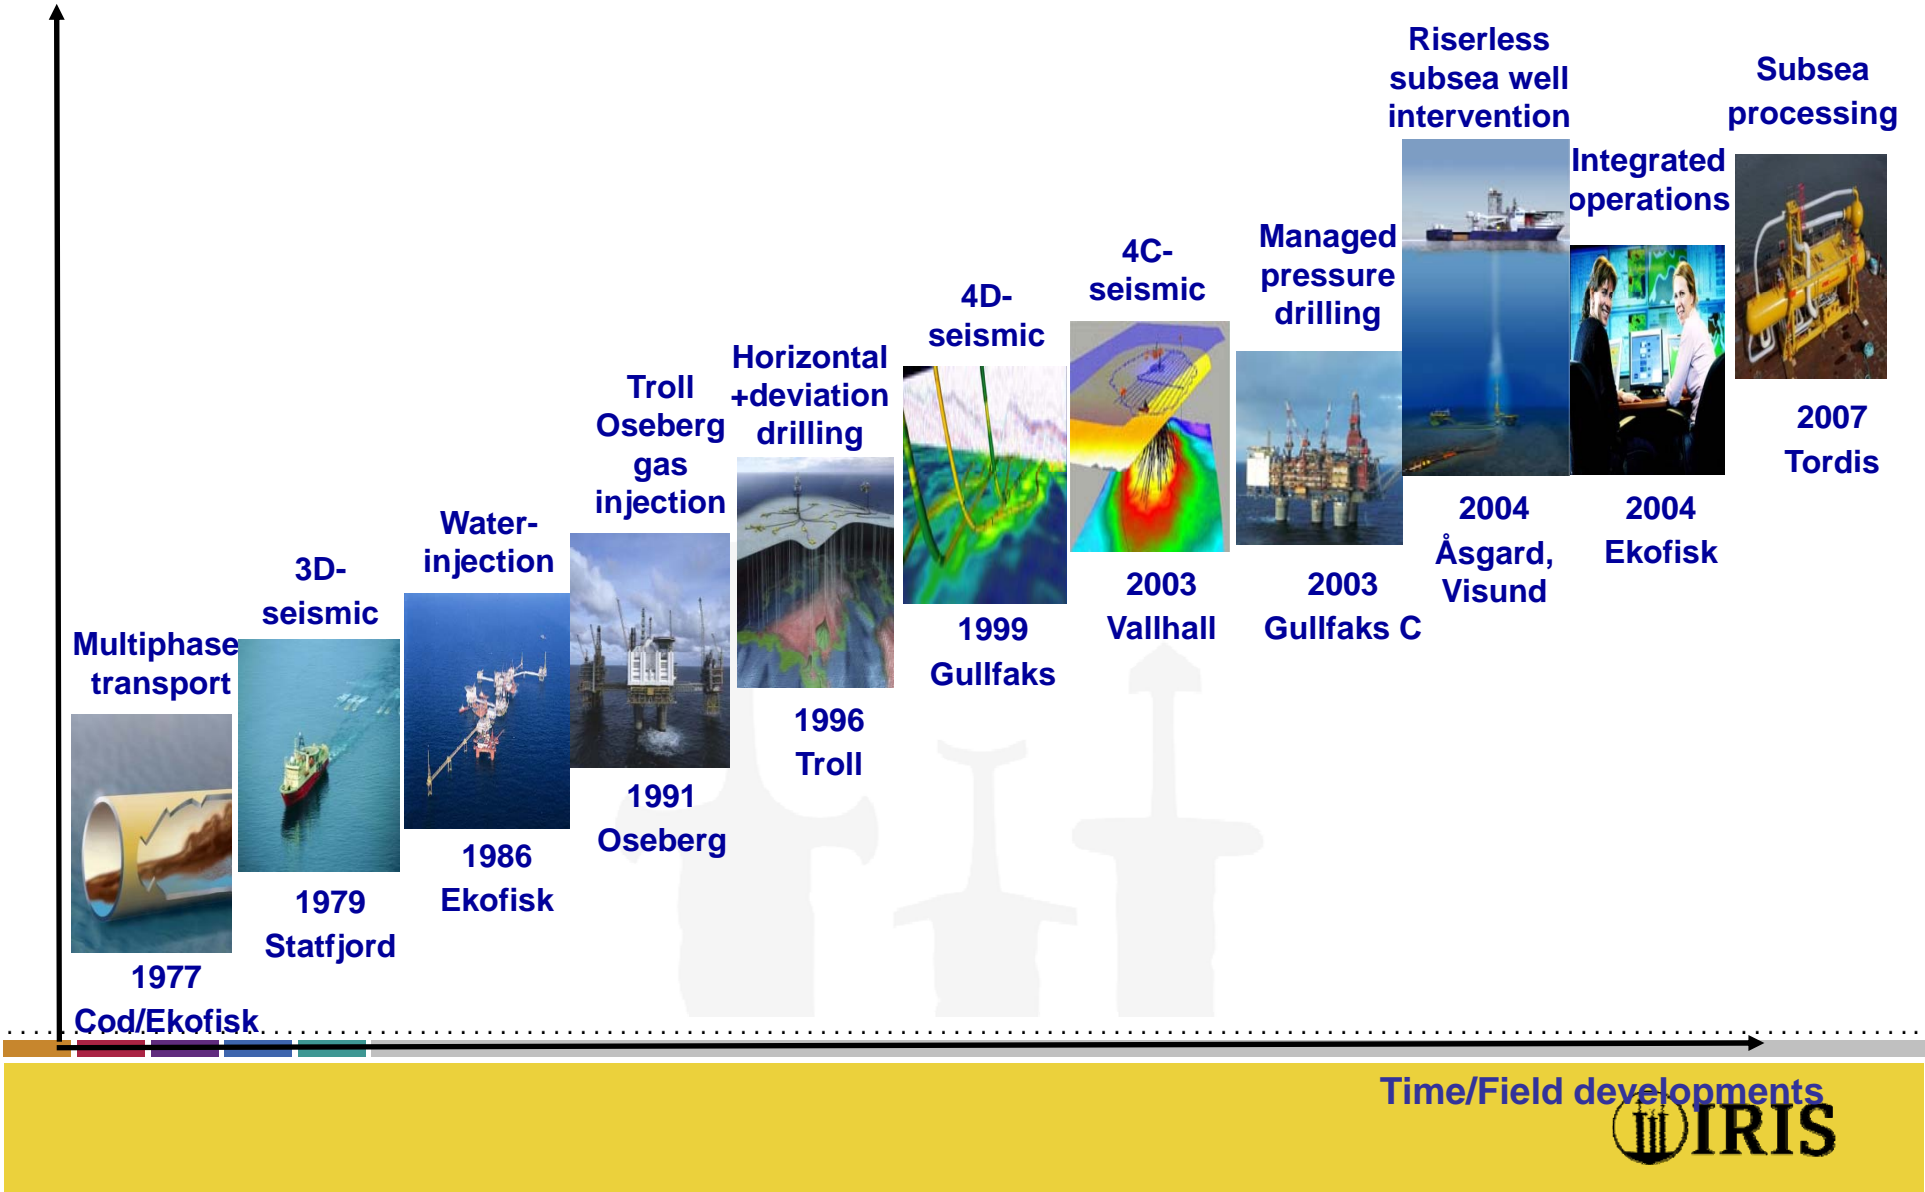 Multiphase
transport
1977
Cod/Ekofisk
3D-
seismic
1979
Statfjord
Water-
injection
1986
Ekofisk
Troll
Oseberg
gas
injection
1991
Oseberg
Horizontal
+deviation
drilling
1996
Troll
4D-
seismic
1999
Gullfaks
4C-
seismic
2003
Vallhall
Managed
pressure
drilling
2003
Gullfaks C
Riserless
subsea well
intervention
2004
Åsgard,
Visund
Integrated
operations
2004
Ekofisk
Subsea
processing
2007
Tordis
Time/Field developments
IRIS